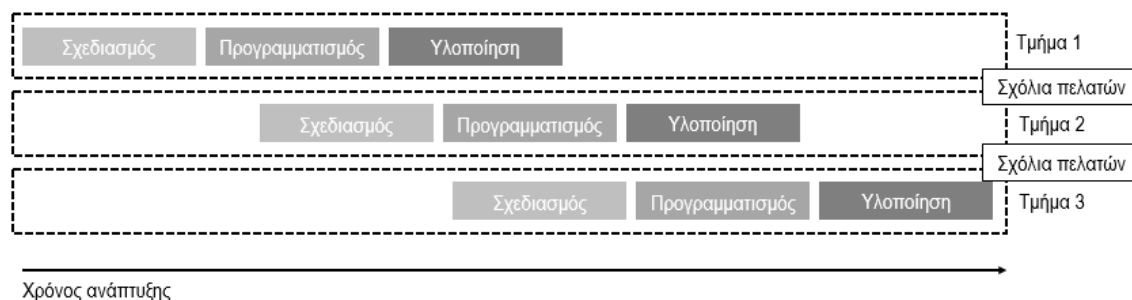 Σχεδιασμός Προγραμματισμός Υλοποίηση Τμήμα 1
Σχόλια πελατών
Σχεδιασμός Προγραμματισμός Υλοποίηση Τμήμα 2
Σχόλια πελατών
Σχεδιασμός Προγραμματισμός Υλοποίηση Τμήμα 3
Χρόνος ανάπτυξης